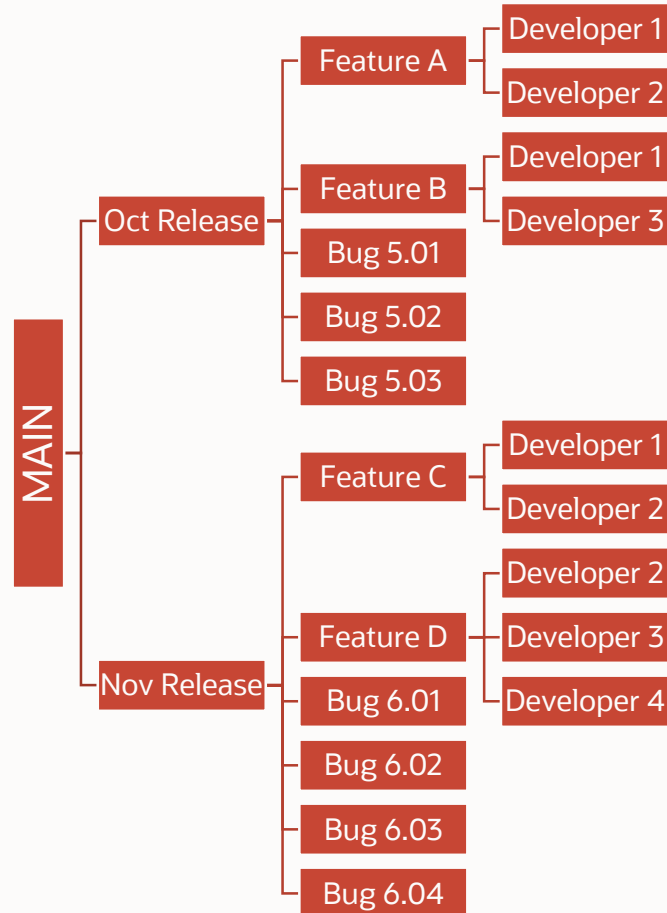 MAIN
Oct Release
Feature A
Developer 1
Developer 2
Feature B
Developer 1
Developer 3
Bug 5.01
Bug 5.02
Bug 5.03
Nov Release
Feature C
Developer 1
Developer 2
Feature D
Developer 2
Developer 3
Developer 4
Bug 6.01
Bug 6.02
Bug 6.03
Bug 6.04